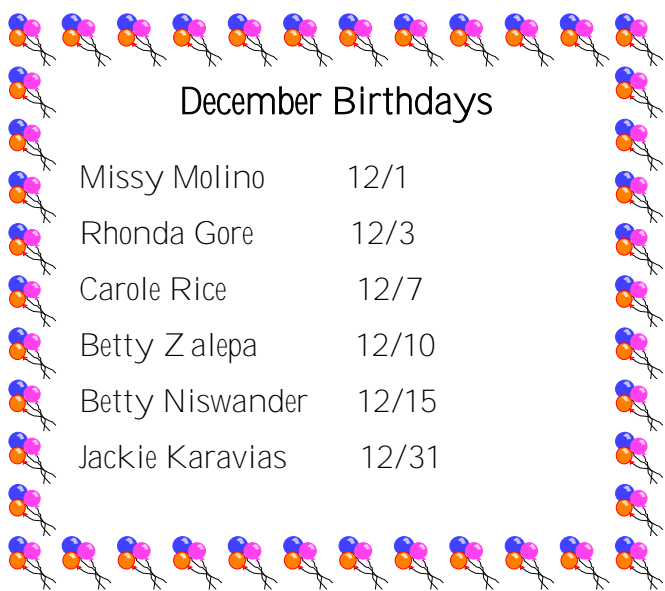 December Birthdays
Missy Molino 12/1
Rhonda Gore 12/3
Carole Rice 12/7
Betty Zalepa 12/10
Betty Niswander 12/15
Jackie Karavias 12/31